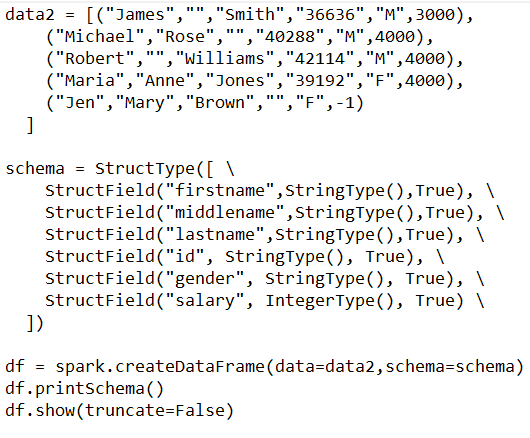 data2 = [("James","","Smith","36636","M",3000),
    ("Michael","Rose","","40288","M",4000),
    ("Robert","","Williams","42114","M",4000),
    ("Maria","Anne","Jones","39192","F",4000),
    ("Jen","Mary","Brown","","F",-1)
  ]
schema = StructType([ \
    StructField("firstname",StringType(),True), \
    StructField("middlename",StringType(),True), \
    StructField("lastname",StringType(),True), \
    StructField("id", StringType(), True), \
    StructField("gender", StringType(), True), \
    StructField("salary", IntegerType(), True) \
  ])
df = spark.createDataFrame(data=data2,schema=schema)
df.printSchema()
df.show(truncate=False)